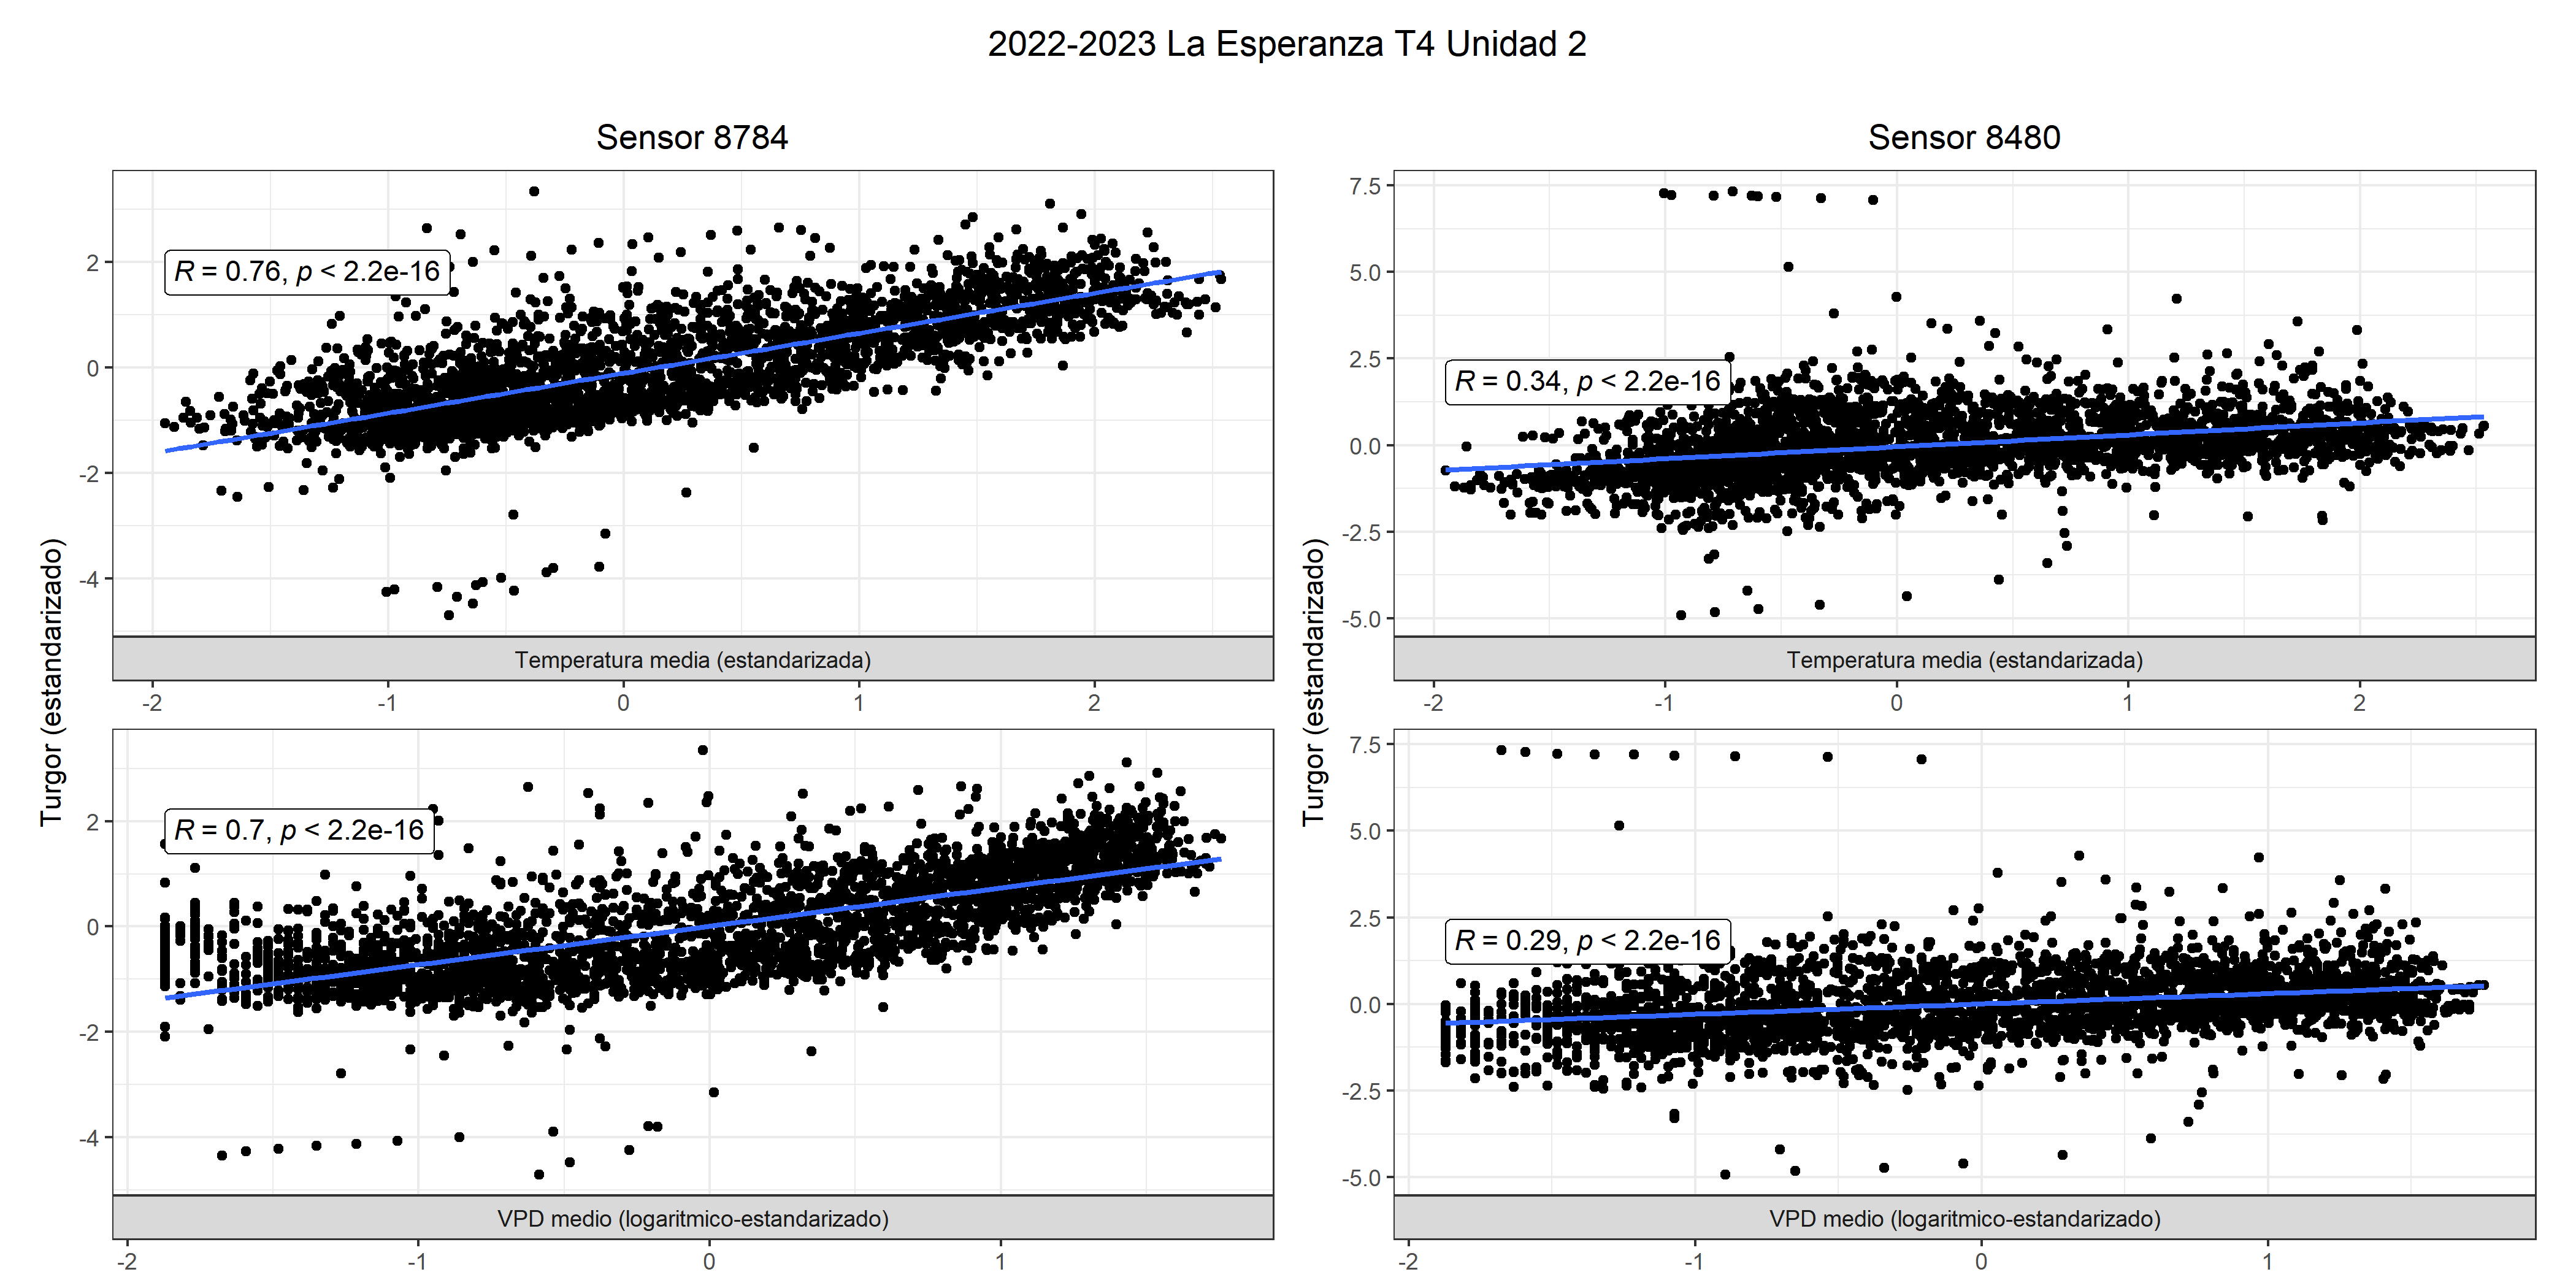 2022-2023 La Esperanza T4 Unidad 2
Sensor 8784
Sensor 8480
Turgor (estandarizado)
2
0
-2
-4
R = 0.76, p < 2.2e-16
Temperatura media (estandarizada)
-2 -1 0 1 2
2
0
-2
-4
R = 0.7, p < 2.2e-16
VPD medio (logaritmico-estandarizado)
-2 -1 0 1
Turgor (estandarizado)
7.5
5.0
2.5
0.0
-2.5
-5.0
R = 0.34, p < 2.2e-16
Temperatura media (estandarizada)
-2 -1 0 1 2
7.5
5.0
2.5
0.0
-2.5
-5.0
R = 0.29, p < 2.2e-16
VPD medio (logaritmico-estandarizado)
-2 -1 0 1